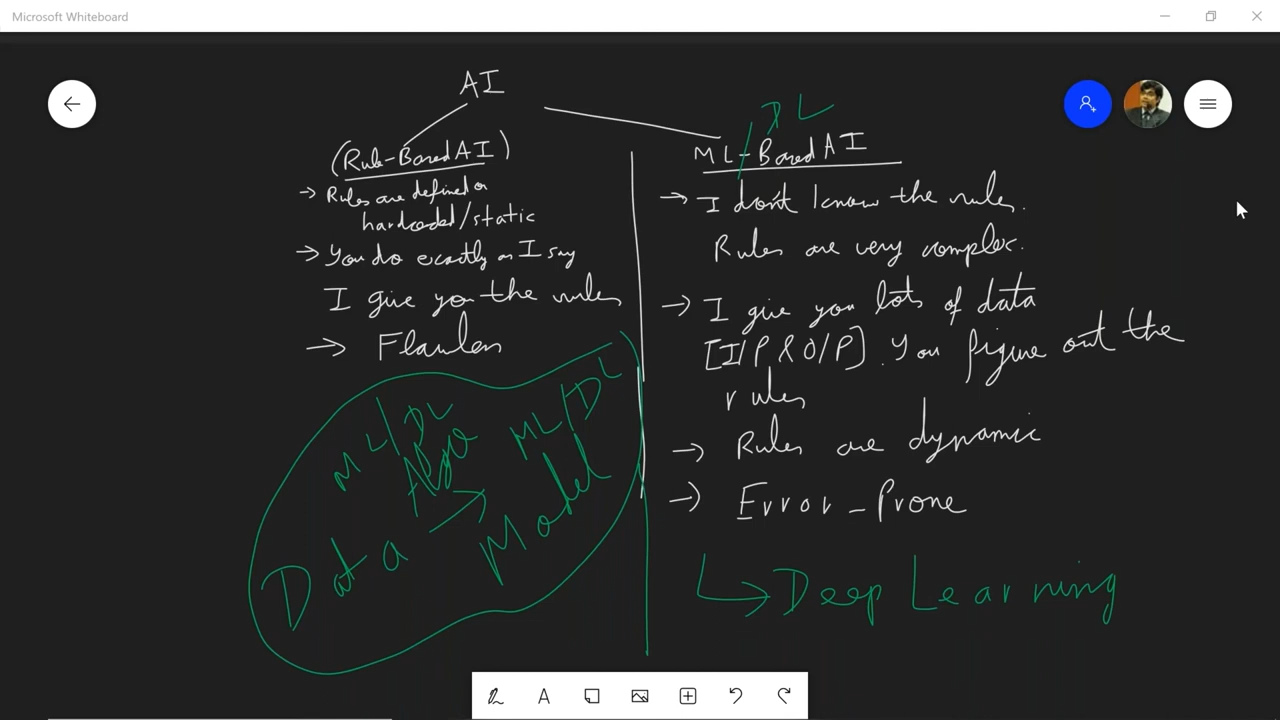 Microsoft Whiteboard
AI
(Rule-Based AI)
→ Rules are defined or
hardcoded/static
→ You do exactly as I say
I give you the rules
→ Flawless
ML/DL
Algo
ML/DL
Data → Model
DL
ML-Based AI
→ I don't know the rules.
Rules are very complex.
→ I give you lots of data
[I/P & O/P]. You figure out the
rules
→ Rules are dynamic
→ Error-Prone
↳ Deep Learning
A